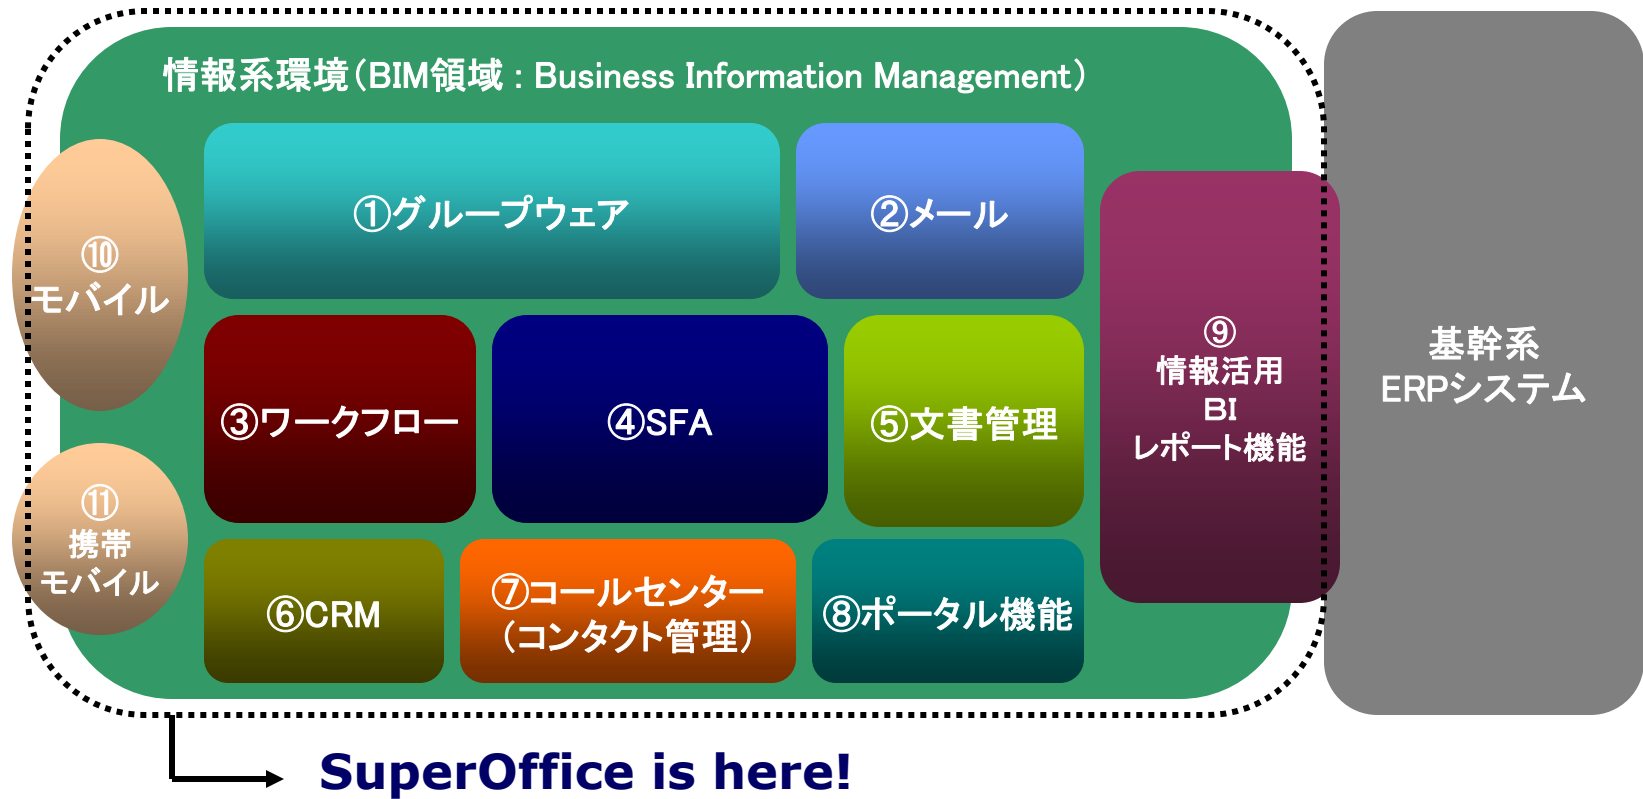 情報系環境(BIM領域 : Business Information Management)
①グループウェア
②メール
⑩
モバイル
③ワークフロー
④SFA
⑤文書管理
⑨
情報活用
BI
レポート機能
基幹系
ERPシステム
⑪
携帯
モバイル
⑥CRM
⑦コールセンター
(コンタクト管理)
⑧ポータル機能
SuperOffice is here!